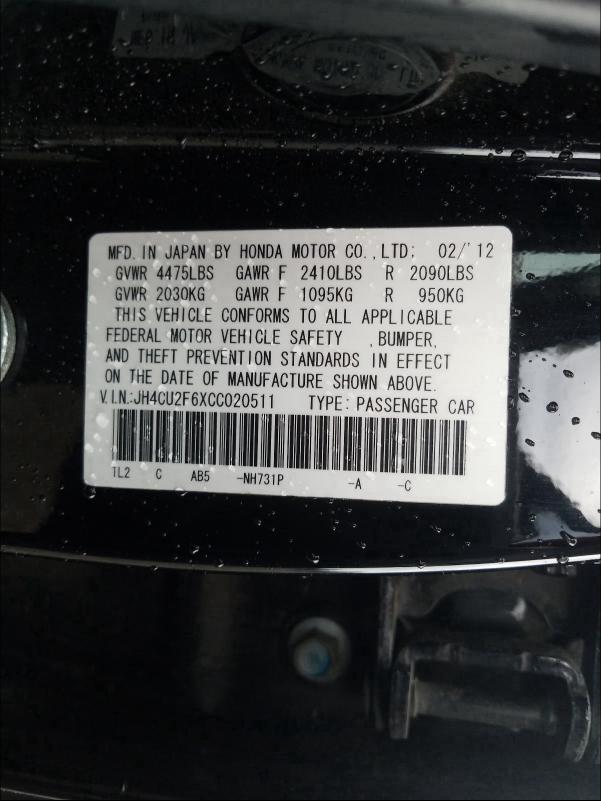 MFD. IN JAPAN BY HONDA MOTOR CO.,LTD; 02/'12
GVWR 4475LBS GAWR F 2410LBS R 2090LBS
GVWR 2030KG GAWR F 1095KG R 950KG
THIS VEHICLE CONFORMS TO ALL APPLICABLE
FEDERAL MOTOR VEHICLE SAFETY ,BUMPER,
AND THEFT PREVENTION STANDARDS IN EFFECT
ON THE DATE OF MANUFACTURE SHOWN ABOVE.
V.I.N.:JH4CU2F6XCC020511 TYPE: PASSENGER CAR
TL2 C AB5 -NH731P -A -C